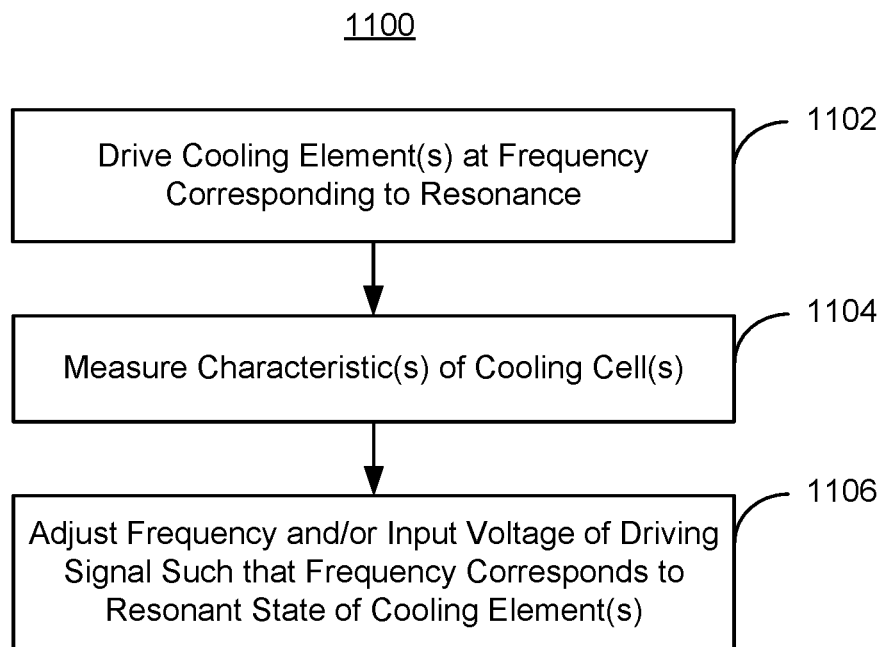 1100
1102
Drive Cooling Element(s) at Frequency
Corresponding to Resonance
1104
Measure Characteristic(s) of Cooling Cell(s)
1106
Adjust Frequency and/or Input Voltage of Driving
Signal Such that Frequency Corresponds to
Resonant State of Cooling Element(s)